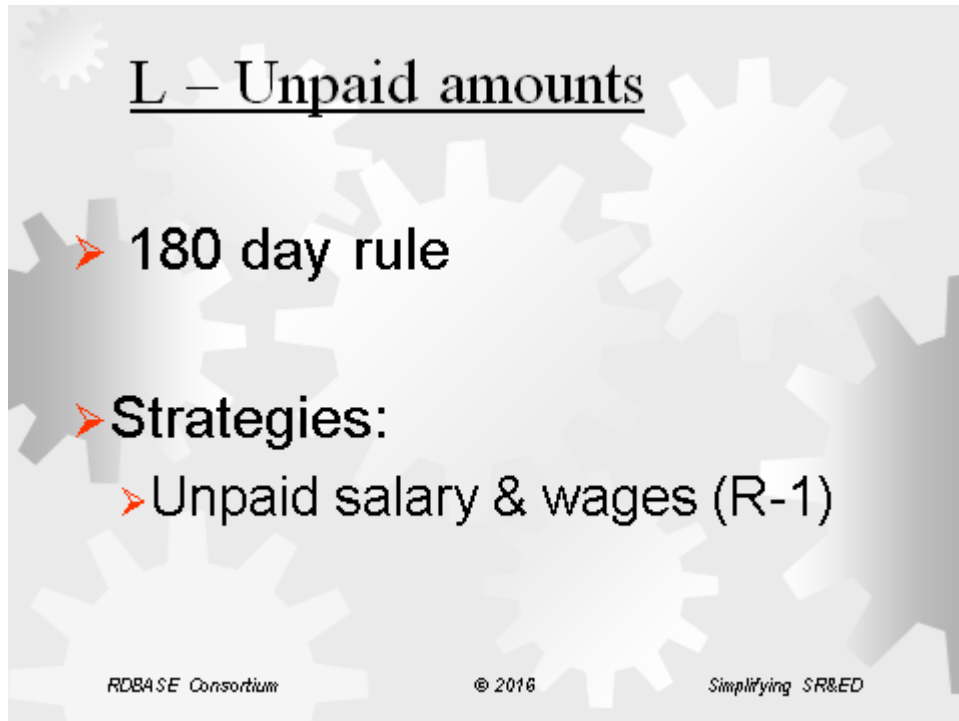 L – Unpaid amounts
➢ 180 day rule
➢Strategies:
➢Unpaid salary & wages (R-1)
RDBASE Consortium © 2016 Simplifying SR&ED